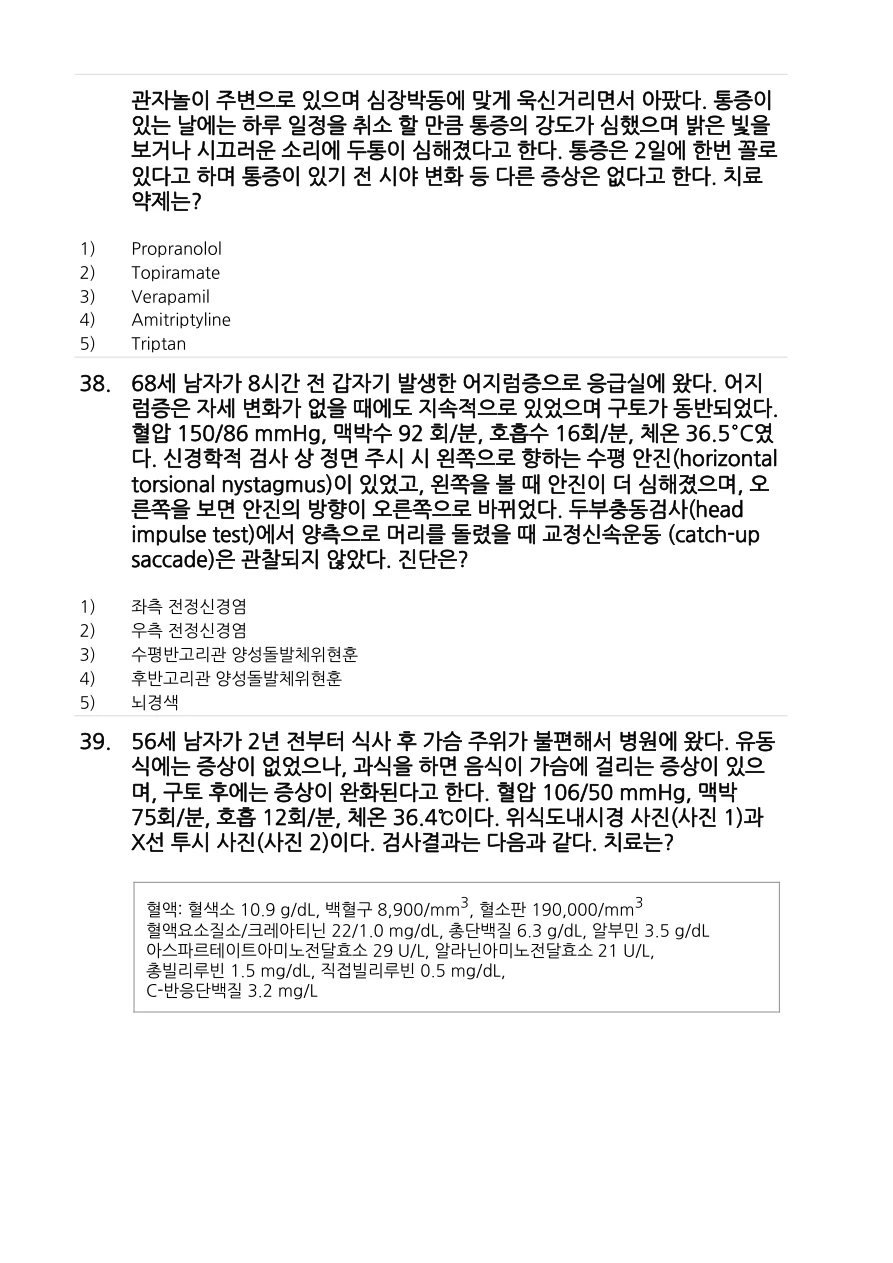 관자놀이 주변으로 있으며 심장박동에 맞게 욱신거리면서 아팠다. 통증이
있는 날에는 하루 일정을 취소 할 만큼 통증의 강도가 심했으며 밝은 빛을
보거나 시끄러운 소리에 두통이 심해졌다고 한다. 통증은 2일에 한번 꼴로
있다고 하며 통증이 있기 전 시야 변화 등 다른 증상은 없다고 한다. 치료
약제는?
1) Propranolol
2) Topiramate
3) Verapamil
4) Amitriptyline
5) Triptan
38. 68세 남자가 8시간 전 갑자기 발생한 어지럼증으로 응급실에 왔다. 어지
럼증은 자세 변화가 없을 때에도 지속적으로 있었으며 구토가 동반되었다.
혈압 150/86 mmHg, 맥박수 92 회/분, 호흡수 16회/분, 체온 36.5°C였
다. 신경학적 검사 상 정면 주시 시 왼쪽으로 향하는 수평 안진(horizontal
torsional nystagmus)이 있었고, 왼쪽을 볼 때 안진이 더 심해졌으며, 오
른쪽을 보면 안진의 방향이 오른쪽으로 바뀌었다. 두부충동검사(head
impulse test)에서 양측으로 머리를 돌렸을 때 교정신속운동 (catch-up
saccade)은 관찰되지 않았다. 진단은?
1) 좌측 전정신경염
2) 우측 전정신경염
3) 수평반고리관 양성돌발체위현훈
4) 후반고리관 양성돌발체위현훈
5) 뇌경색
39. 56세 남자가 2년 전부터 식사 후 가슴 주위가 불편해서 병원에 왔다. 유동
식에는 증상이 없었으나, 과식을 하면 음식이 가슴에 걸리는 증상이 있으
며, 구토 후에는 증상이 완화된다고 한다. 혈압 106/50 mmHg, 맥박
75회/분, 호흡 12회/분, 체온 36.4℃이다. 위식도내시경 사진(사진 1)과
X선 투시 사진(사진 2)이다. 검사결과는 다음과 같다. 치료는?
혈액: 혈색소 10.9 g/dL, 백혈구 8,900/mm³, 혈소판 190,000/mm³
혈액요소질소/크레아티닌 22/1.0 mg/dL, 총단백질 6.3 g/dL, 알부민 3.5 g/dL
아스파르테이트아미노전달효소 29 U/L, 알라닌아미노전달효소 21 U/L,
총빌리루빈 1.5 mg/dL, 직접빌리루빈 0.5 mg/dL,
C-반응단백질 3.2 mg/L